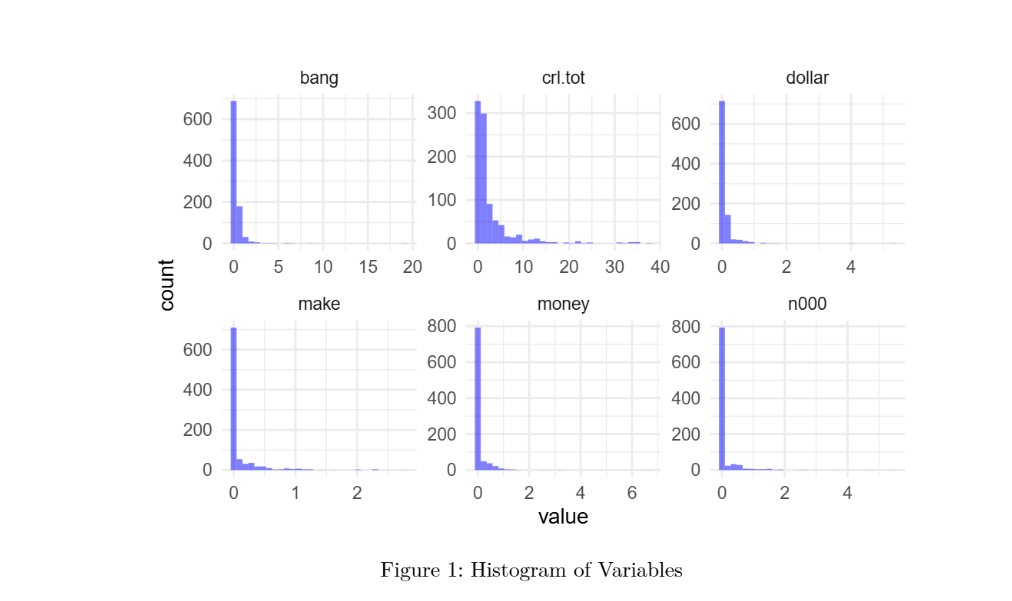 bang crl.tot dollar
600 300 600
400 200 400
200 100 200
0 0 0
0 5 10 15 20 0 10 20 30 40 0 2 4
count
make money n000
800 800
600 600 600
400 400 400
200 200 200
0 0 0
0 1 2 0 2 4 6 0 2 4
value
Figure 1: Histogram of Variables